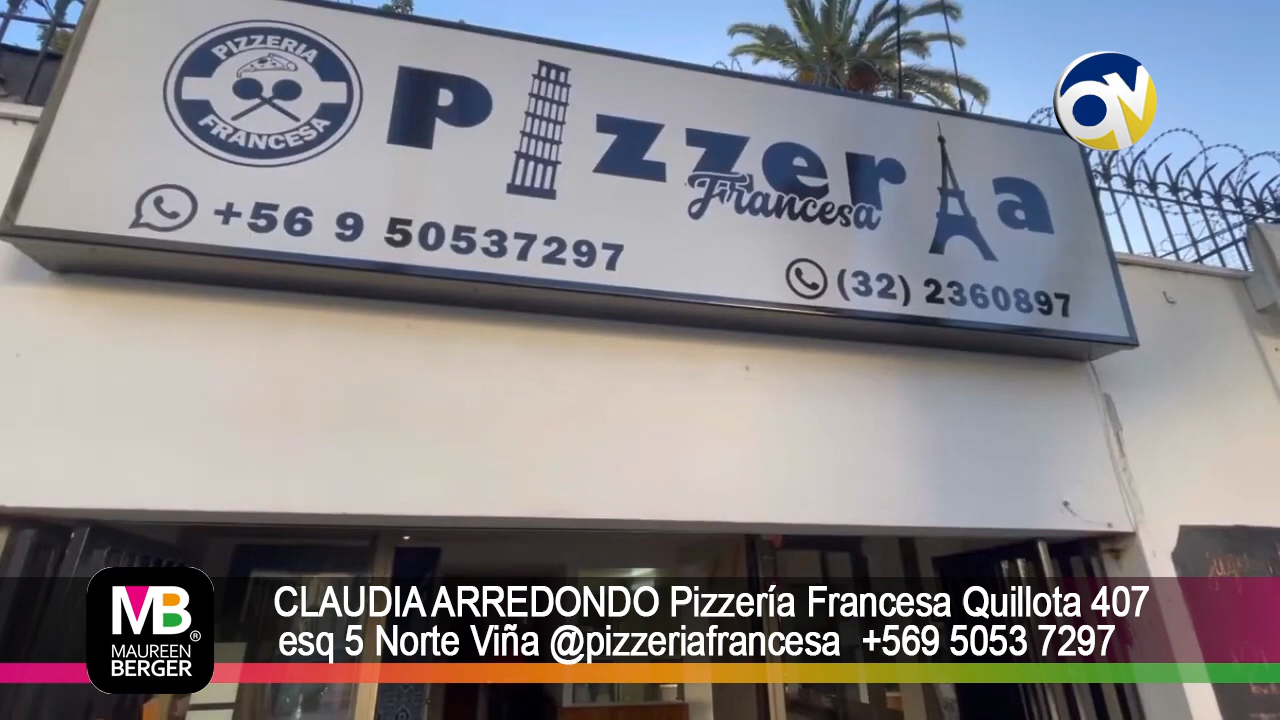 PIZZERIA
FRANCESA
Pizzeria
Francesa
+56 9 50537297
(32) 2360897
CLAUDIA ARREDONDO Pizzería Francesa Quillota 407
esq 5 Norte Viña @pizzeriafrancesa +569 5053 7297
MB®
MAUREEN
BERGER